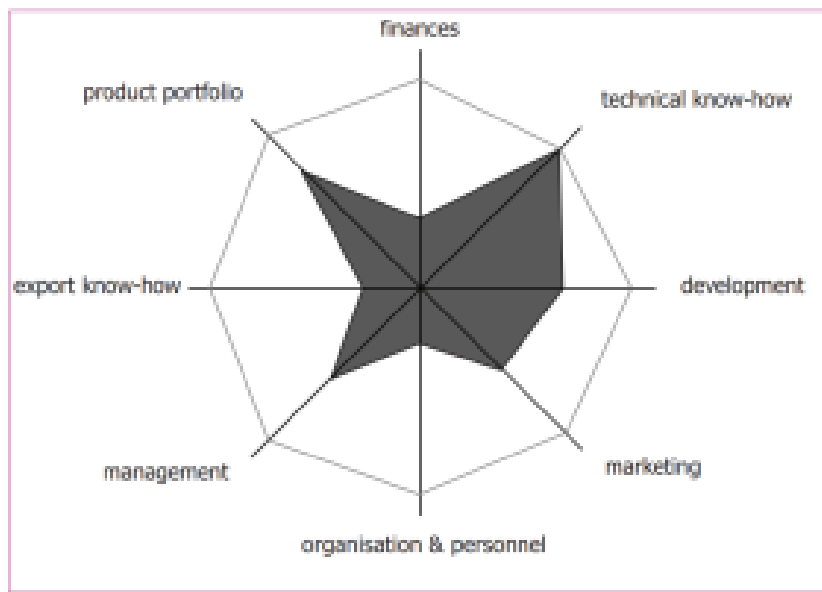 finances
product portfolio
technical know-how
export know-how
development
management
marketing
organisation & personnel